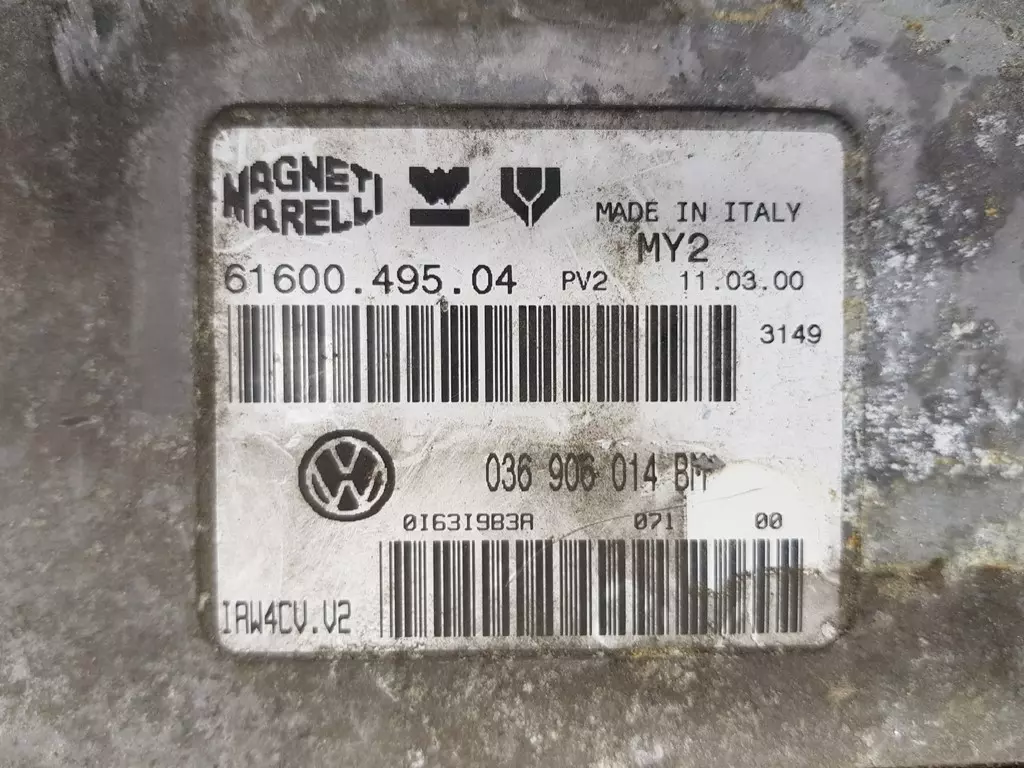 MAGNETI
MARELLI
MADE IN ITALY
MY2
61600.495.04 PV2 11.03.00
3149
036 906 014
0I63I9B3A 071 00
IAW4CV.V2